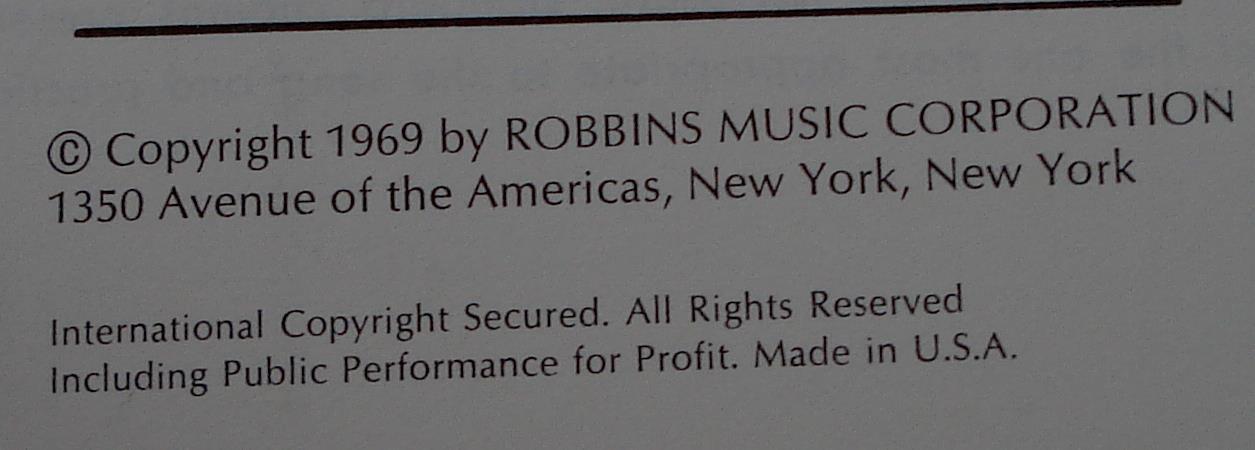 © Copyright 1969 by ROBBINS MUSIC CORPORATION
1350 Avenue of the Americas, New York, New York
International Copyright Secured. All Rights Reserved
Including Public Performance for Profit. Made in U.S.A.